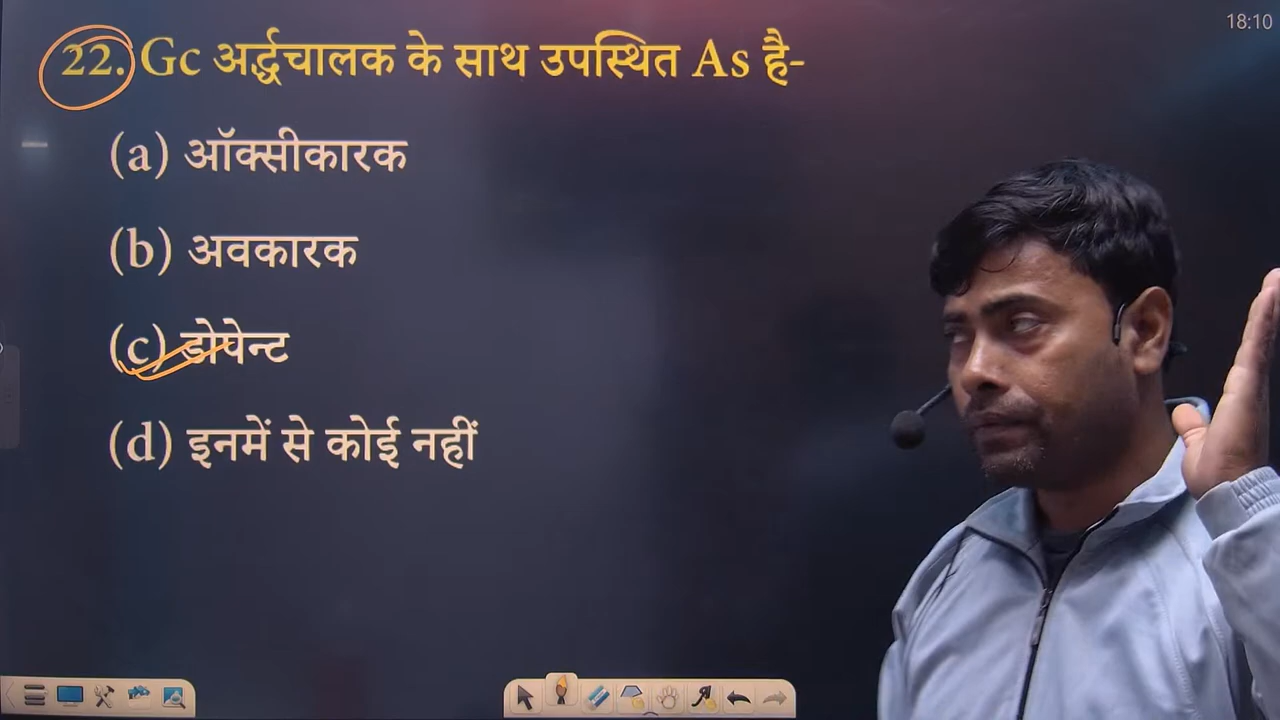 18:10
22. Gc अर्द्धचालक के साथ उपस्थित As है-
(a) ऑक्सीकारक
(b) अवकारक
(c) डोपेन्ट
(d) इनमें से कोई नहीं